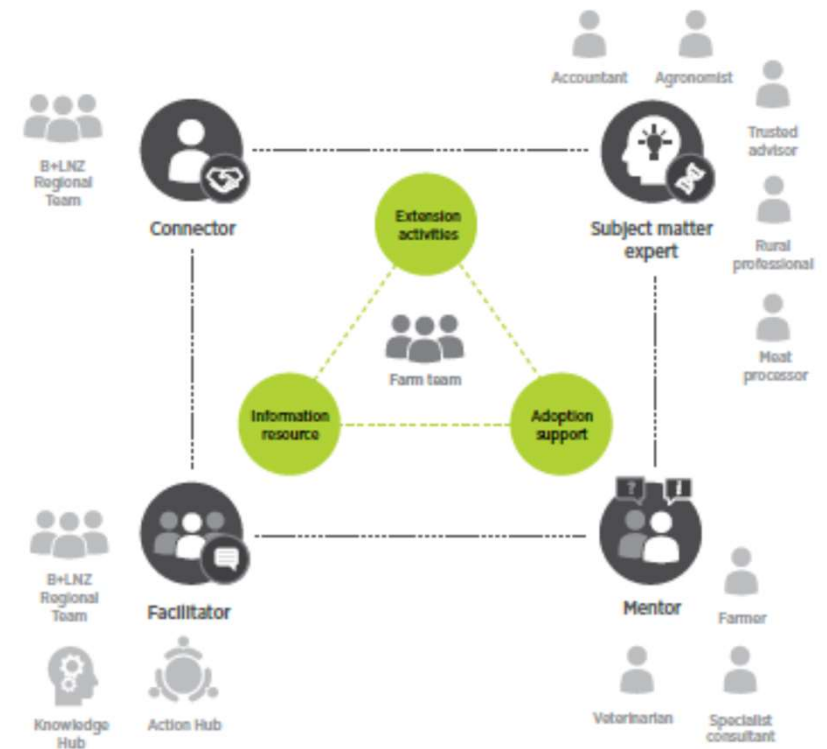 Accountant
Agronomist
B+LNZ
Regional
Team
Trusted
advisor
Connector
Extension
activities
Subject matter
expert
Rural
professional
Farm team
Meat
processor
Information
resource
Adoption
support
?
i
B+LNZ
Regional
Team
Facilitator
Mentor
Farmer
Knowledge
Hub
Action Hub
Veterinarian
Specialist
consultant